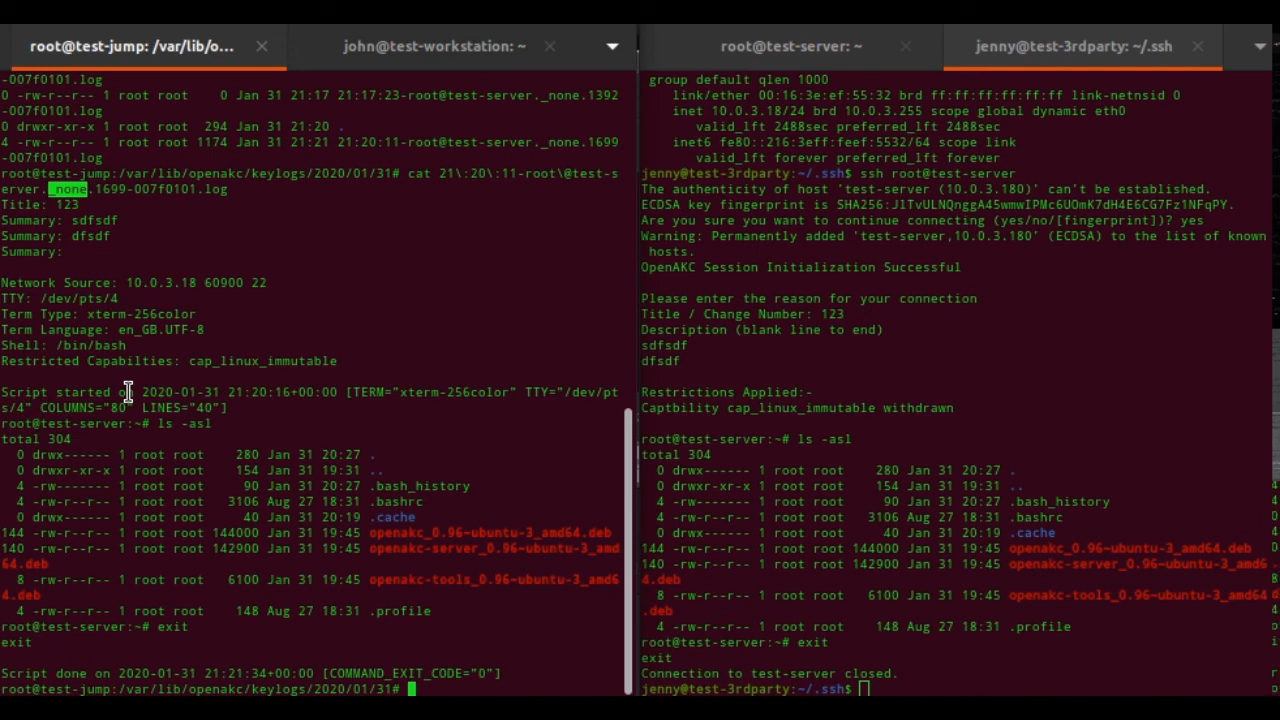 root@test-jump: /var/lib/o...
john@test-workstation: ~
-007f0101.log
0 -rw-r--r-- 1 root root    0 Jan 31 21:17 21:17:23-root@test-server._none.1392
-007f0101.log
0 drwxr-xr-x 1 root root  294 Jan 31 21:20 .
4 -rw-r--r-- 1 root root 1174 Jan 31 21:21 21:20:11-root@test-server._none.1699
-007f0101.log
root@test-jump:/var/lib/openakc/keylogs/2020/01/31# cat 21\:20\:11-root\@test-s
erver._none.1699-007f0101.log
Title: 123
Summary: sdfsdf
Summary: dfsdf
Summary:
Network Source: 10.0.3.18 60900 22
TTY: /dev/pts/4
Term Type: xterm-256color
Term Language: en_GB.UTF-8
Shell: /bin/bash
Restricted Capabilties: cap_linux_immutable
Script started on 2020-01-31 21:20:16+00:00 [TERM="xterm-256color" TTY="/dev/pt
s/4" COLUMNS="80" LINES="40"]
root@test-server:~# ls -asl
total 304
  0 drwx------ 1 root root    280 Jan 31 20:27 .
  0 drwxr-xr-x 1 root root    154 Jan 31 19:31 ..
  4 -rw------- 1 root root     90 Jan 31 20:27 .bash_history
  4 -rw-r--r-- 1 root root   3106 Aug 27 18:31 .bashrc
  0 drwx------ 1 root root     40 Jan 31 20:19 .cache
144 -rw-r--r-- 1 root root 144000 Jan 31 19:45 openakc_0.96~ubuntu-3_amd64.deb
140 -rw-r--r-- 1 root root 142900 Jan 31 19:45 openakc-server_0.96~ubuntu-3_amd
64.deb
  8 -rw-r--r-- 1 root root   6100 Jan 31 19:45 openakc-tools_0.96~ubuntu-3_amd6
4.deb
  4 -rw-r--r-- 1 root root    148 Aug 27 18:31 .profile
root@test-server:~# exit
exit
Script done on 2020-01-31 21:21:34+00:00 [COMMAND_EXIT_CODE="0"]
root@test-jump:/var/lib/openakc/keylogs/2020/01/31#
root@test-server: ~
jenny@test-3rdparty: ~/.ssh
 group default qlen 1000
    link/ether 00:16:3e:ef:55:32 brd ff:ff:ff:ff:ff:ff link-netnsid 0
    inet 10.0.3.18/24 brd 10.0.3.255 scope global dynamic eth0
       valid_lft 2488sec preferred_lft 2488sec
    inet6 fe80::216:3eff:feef:5532/64 scope link
       valid_lft forever preferred_lft forever
jenny@test-3rdparty:~/.ssh$ ssh root@test-server
The authenticity of host 'test-server (10.0.3.180)' can't be established.
ECDSA key fingerprint is SHA256:JlTvULNQnggA45wmwIPMc6UOmK7dH4E6CG7Fz1NFqPY.
Are you sure you want to continue connecting (yes/no/[fingerprint])? yes
Warning: Permanently added 'test-server,10.0.3.180' (ECDSA) to the list of known
 hosts.
OpenAKC Session Initialization Successful
Please enter the reason for your connection
Title / Change Number: 123
Description (blank line to end)
sdfsdf
dfsdf
Restrictions Applied:-
Captbility cap_linux_immutable withdrawn
root@test-server:~# ls -asl
total 304
  0 drwx------ 1 root root    280 Jan 31 20:27 .
  0 drwxr-xr-x 1 root root    154 Jan 31 19:31 ..
  4 -rw------- 1 root root     90 Jan 31 20:27 .bash_history
  4 -rw-r--r-- 1 root root   3106 Aug 27 18:31 .bashrc
  0 drwx------ 1 root root     40 Jan 31 20:19 .cache
144 -rw-r--r-- 1 root root 144000 Jan 31 19:45 openakc_0.96~ubuntu-3_amd64.deb
140 -rw-r--r-- 1 root root 142900 Jan 31 19:45 openakc-server_0.96~ubuntu-3_amd6
4.deb
  8 -rw-r--r-- 1 root root   6100 Jan 31 19:45 openakc-tools_0.96~ubuntu-3_amd64
.deb
  4 -rw-r--r-- 1 root root    148 Aug 27 18:31 .profile
root@test-server:~# exit
exit
Connection to test-server closed.
jenny@test-3rdparty:~/.ssh$